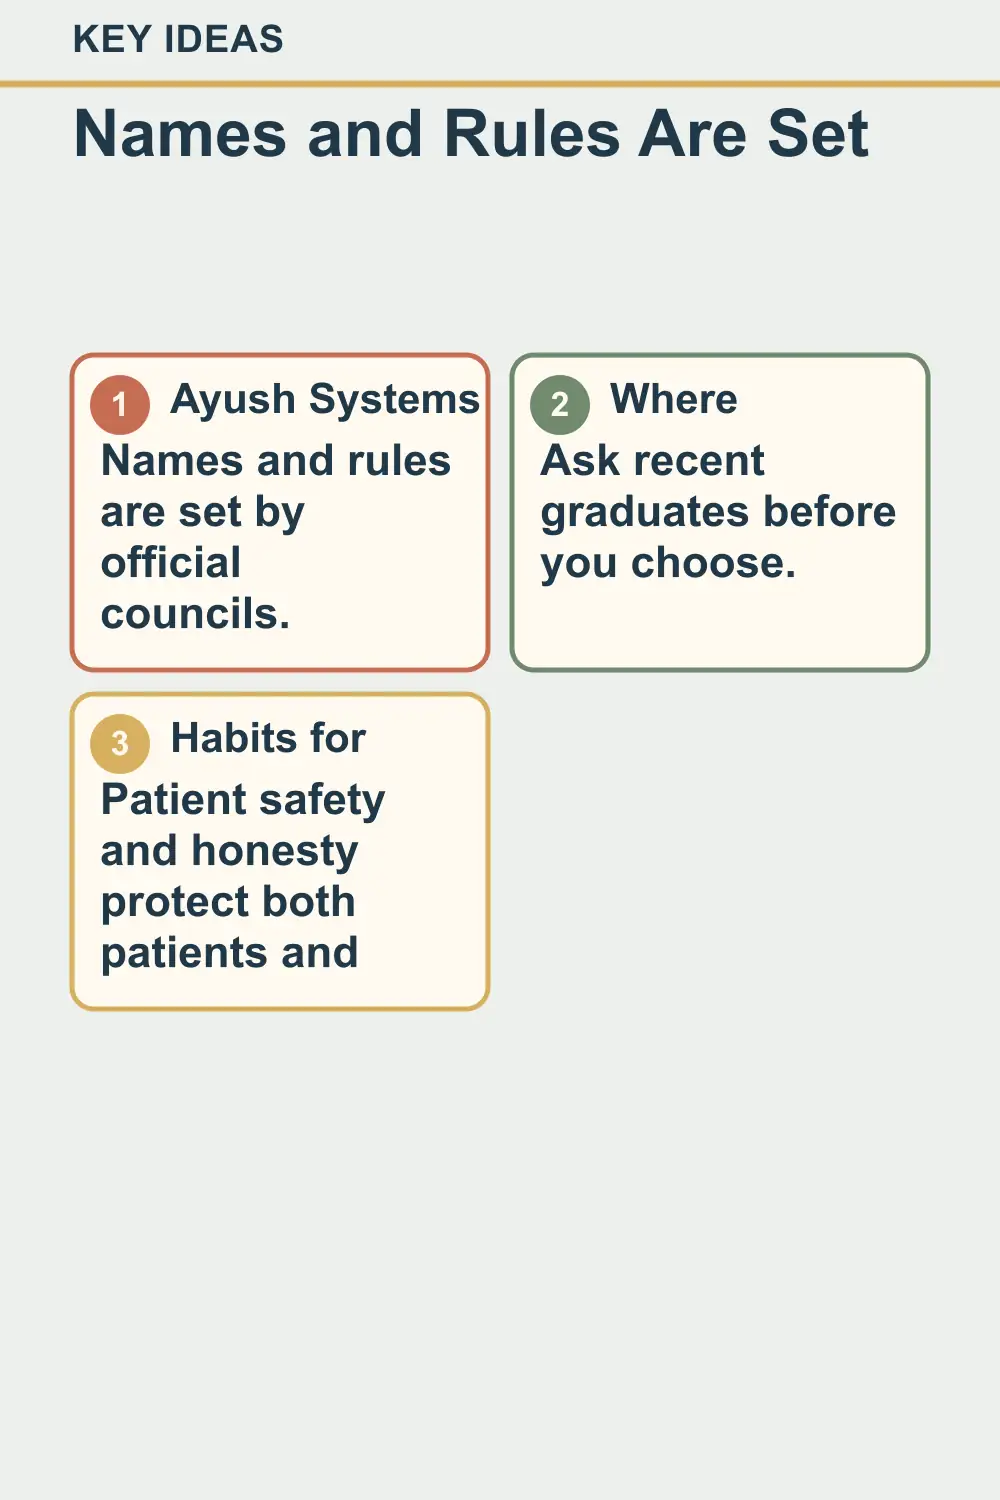 KEY IDEAS
Names and Rules Are Set
1 Ayush Systems
Names and rules
are set by
official
councils.
2 Where
Ask recent
graduates before
you choose.
3 Habits for
Patient safety
and honesty
protect both
patients and